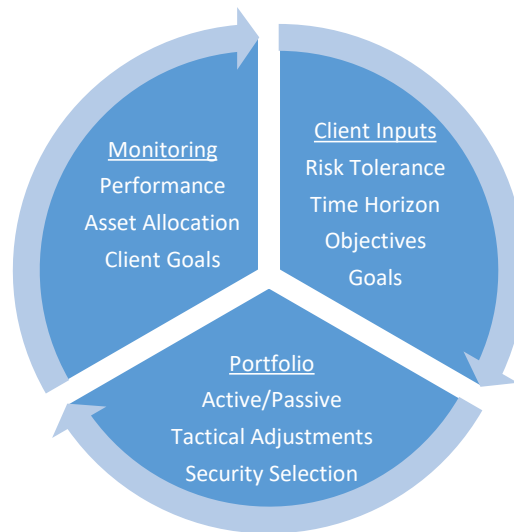 Monitoring
Performance
Asset Allocation
Client Goals
Client Inputs
Risk Tolerance
Time Horizon
Objectives
Goals
Portfolio
Active/Passive
Tactical Adjustments
Security Selection